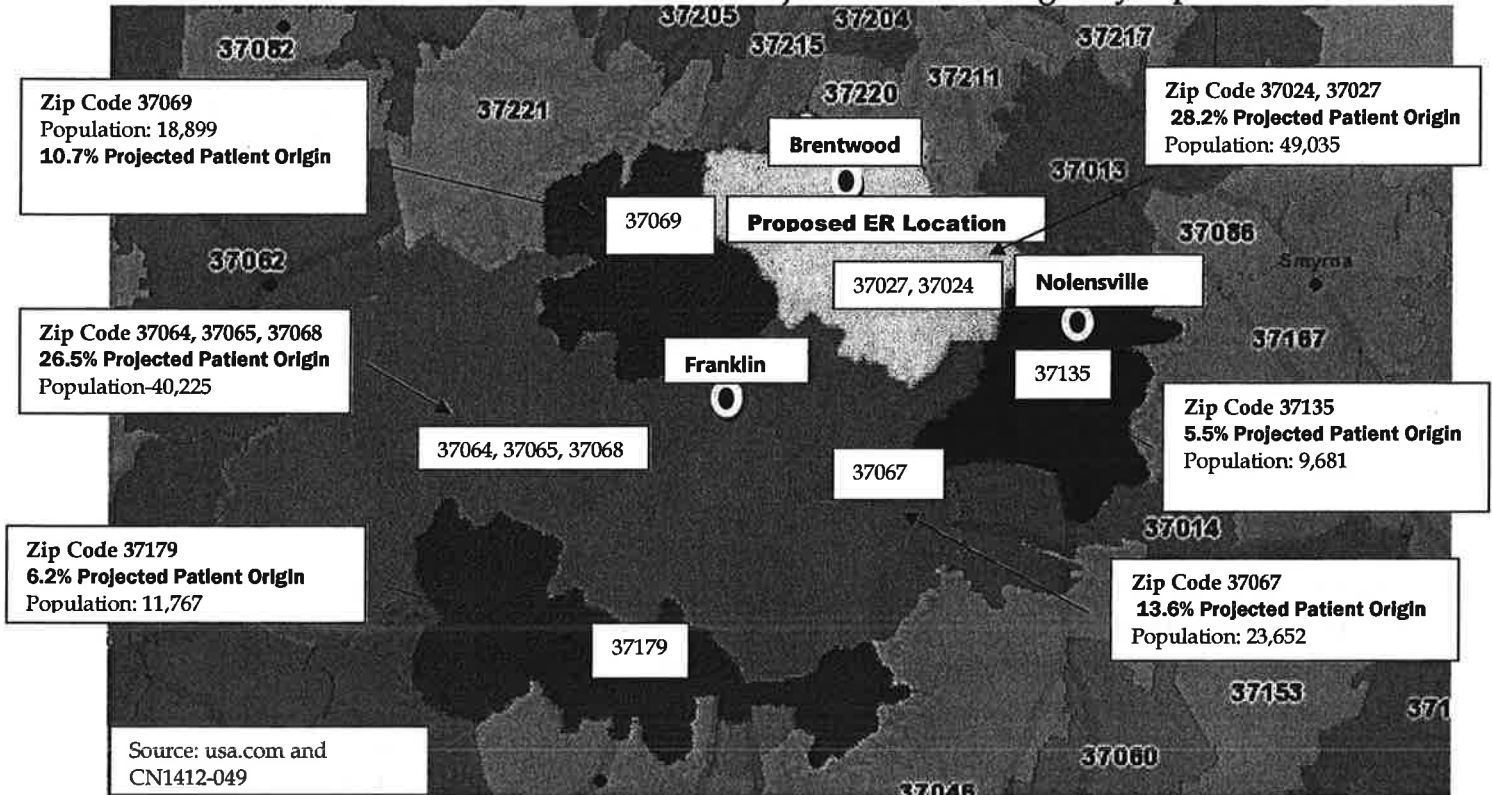 37205
37204
37082
37215
37217
37211
37221
37220
Zip Code 37069
Population: 18,899
10.7% Projected Patient Origin
Zip Code 37024, 37027
28.2% Projected Patient Origin
Population: 49,035
Brentwood
37013
37069
Proposed ER Location
37086
37062
Smyrna
37027, 37024
Nolensville
Zip Code 37064, 37065, 37068
26.5% Projected Patient Origin
Population-40,225
37167
Franklin
37135
Zip Code 37135
5.5% Projected Patient Origin
Population: 9,681
37064, 37065, 37068
37067
37014
Zip Code 37179
6.2% Projected Patient Origin
Population: 11,767
Zip Code 37067
13.6% Projected Patient Origin
Population: 23,652
37179
37153
371
Source: usa.com and
CN1412-049
37060
37046